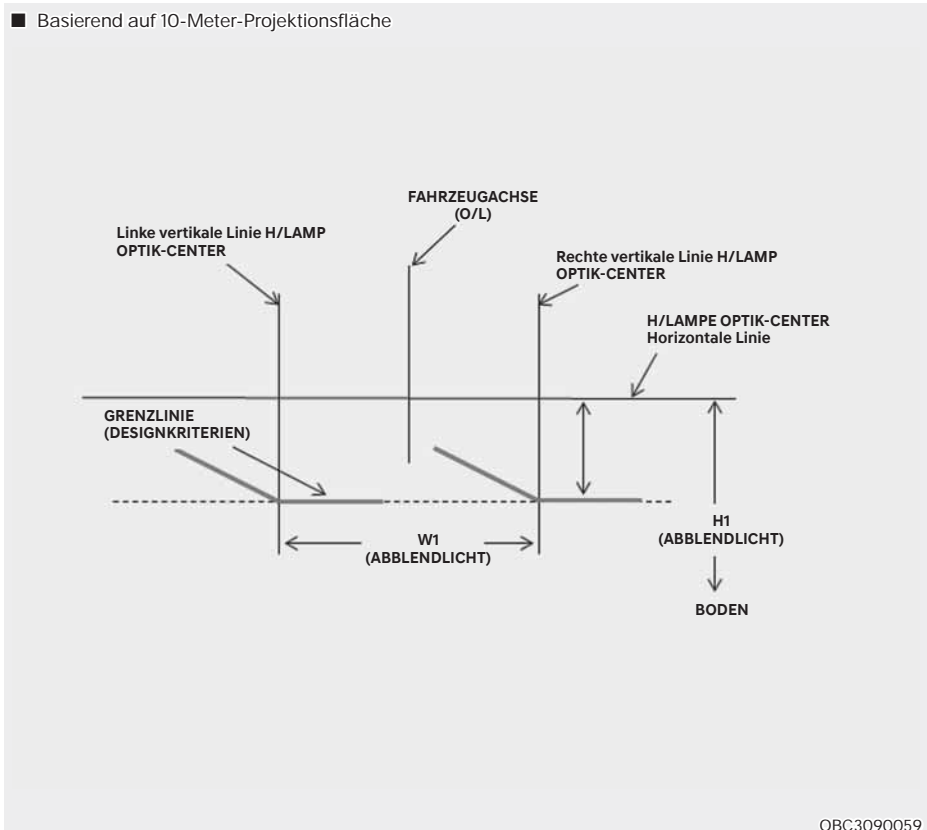 ■ Basierend auf 10-Meter-Projektionsfläche
FAHRZEUGACHSE
(O/L)
Linke vertikale Linie H/LAMP
OPTIK-CENTER
Rechte vertikale Linie H/LAMP
OPTIK-CENTER
H/LAMPE OPTIK-CENTER
Horizontale Linie
GRENZLINIE
(DESIGNKRITERIEN)
W1
(ABBLENDLICHT)
H1
(ABBLENDLICHT)
BODEN
OBC3090059